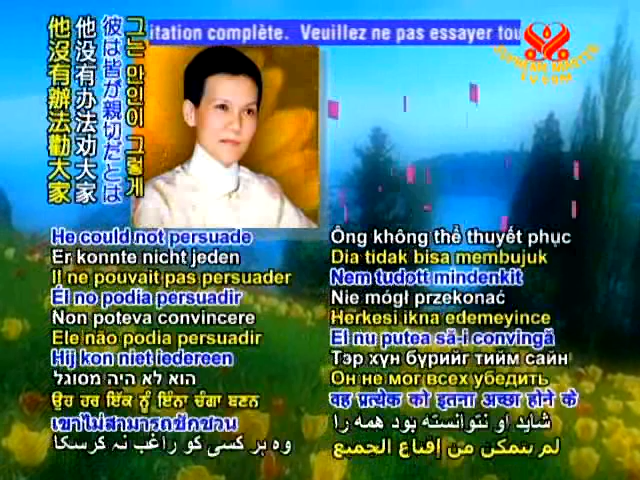 itation complète. Veuillez ne pas essayer tou
SUPREME MASTER
TELEVISION
그는 만인이 그렇게
彼は皆が親切だとは
他没有办法劝大家
他沒有辦法勸大家
He could not persuade
Er konnte nicht jeden
Il ne pouvait pas persuader
Él no podía persuadir
Non poteva convincere
Ele não podia persuadir
Hij kon niet iedereen
הוא לא היה מסוגל
ਉਹ ਹਰ ਇੱਕ ਨੂੰ ਇੰਨਾ ਚੰਗਾ ਬਣਨ
เขาไม่สามารถชักชวน
وہ ہر کسی کو راغب نہ کرسکا
Ông không thể thuyết phục
Dia tidak bisa membujuk
Nem tudott mindenkit
Nie mógł przekonać
Herkesi ikna edemeyince
El nu putea să-i convingă
Тэр хүн бүрийг тийм сайн
Он не мог всех убедить
वह प्रत्येक को इतना अच्छा होने के
شاید او نتوانسته بود همه را
لم يتمكن من إقناع الجميع